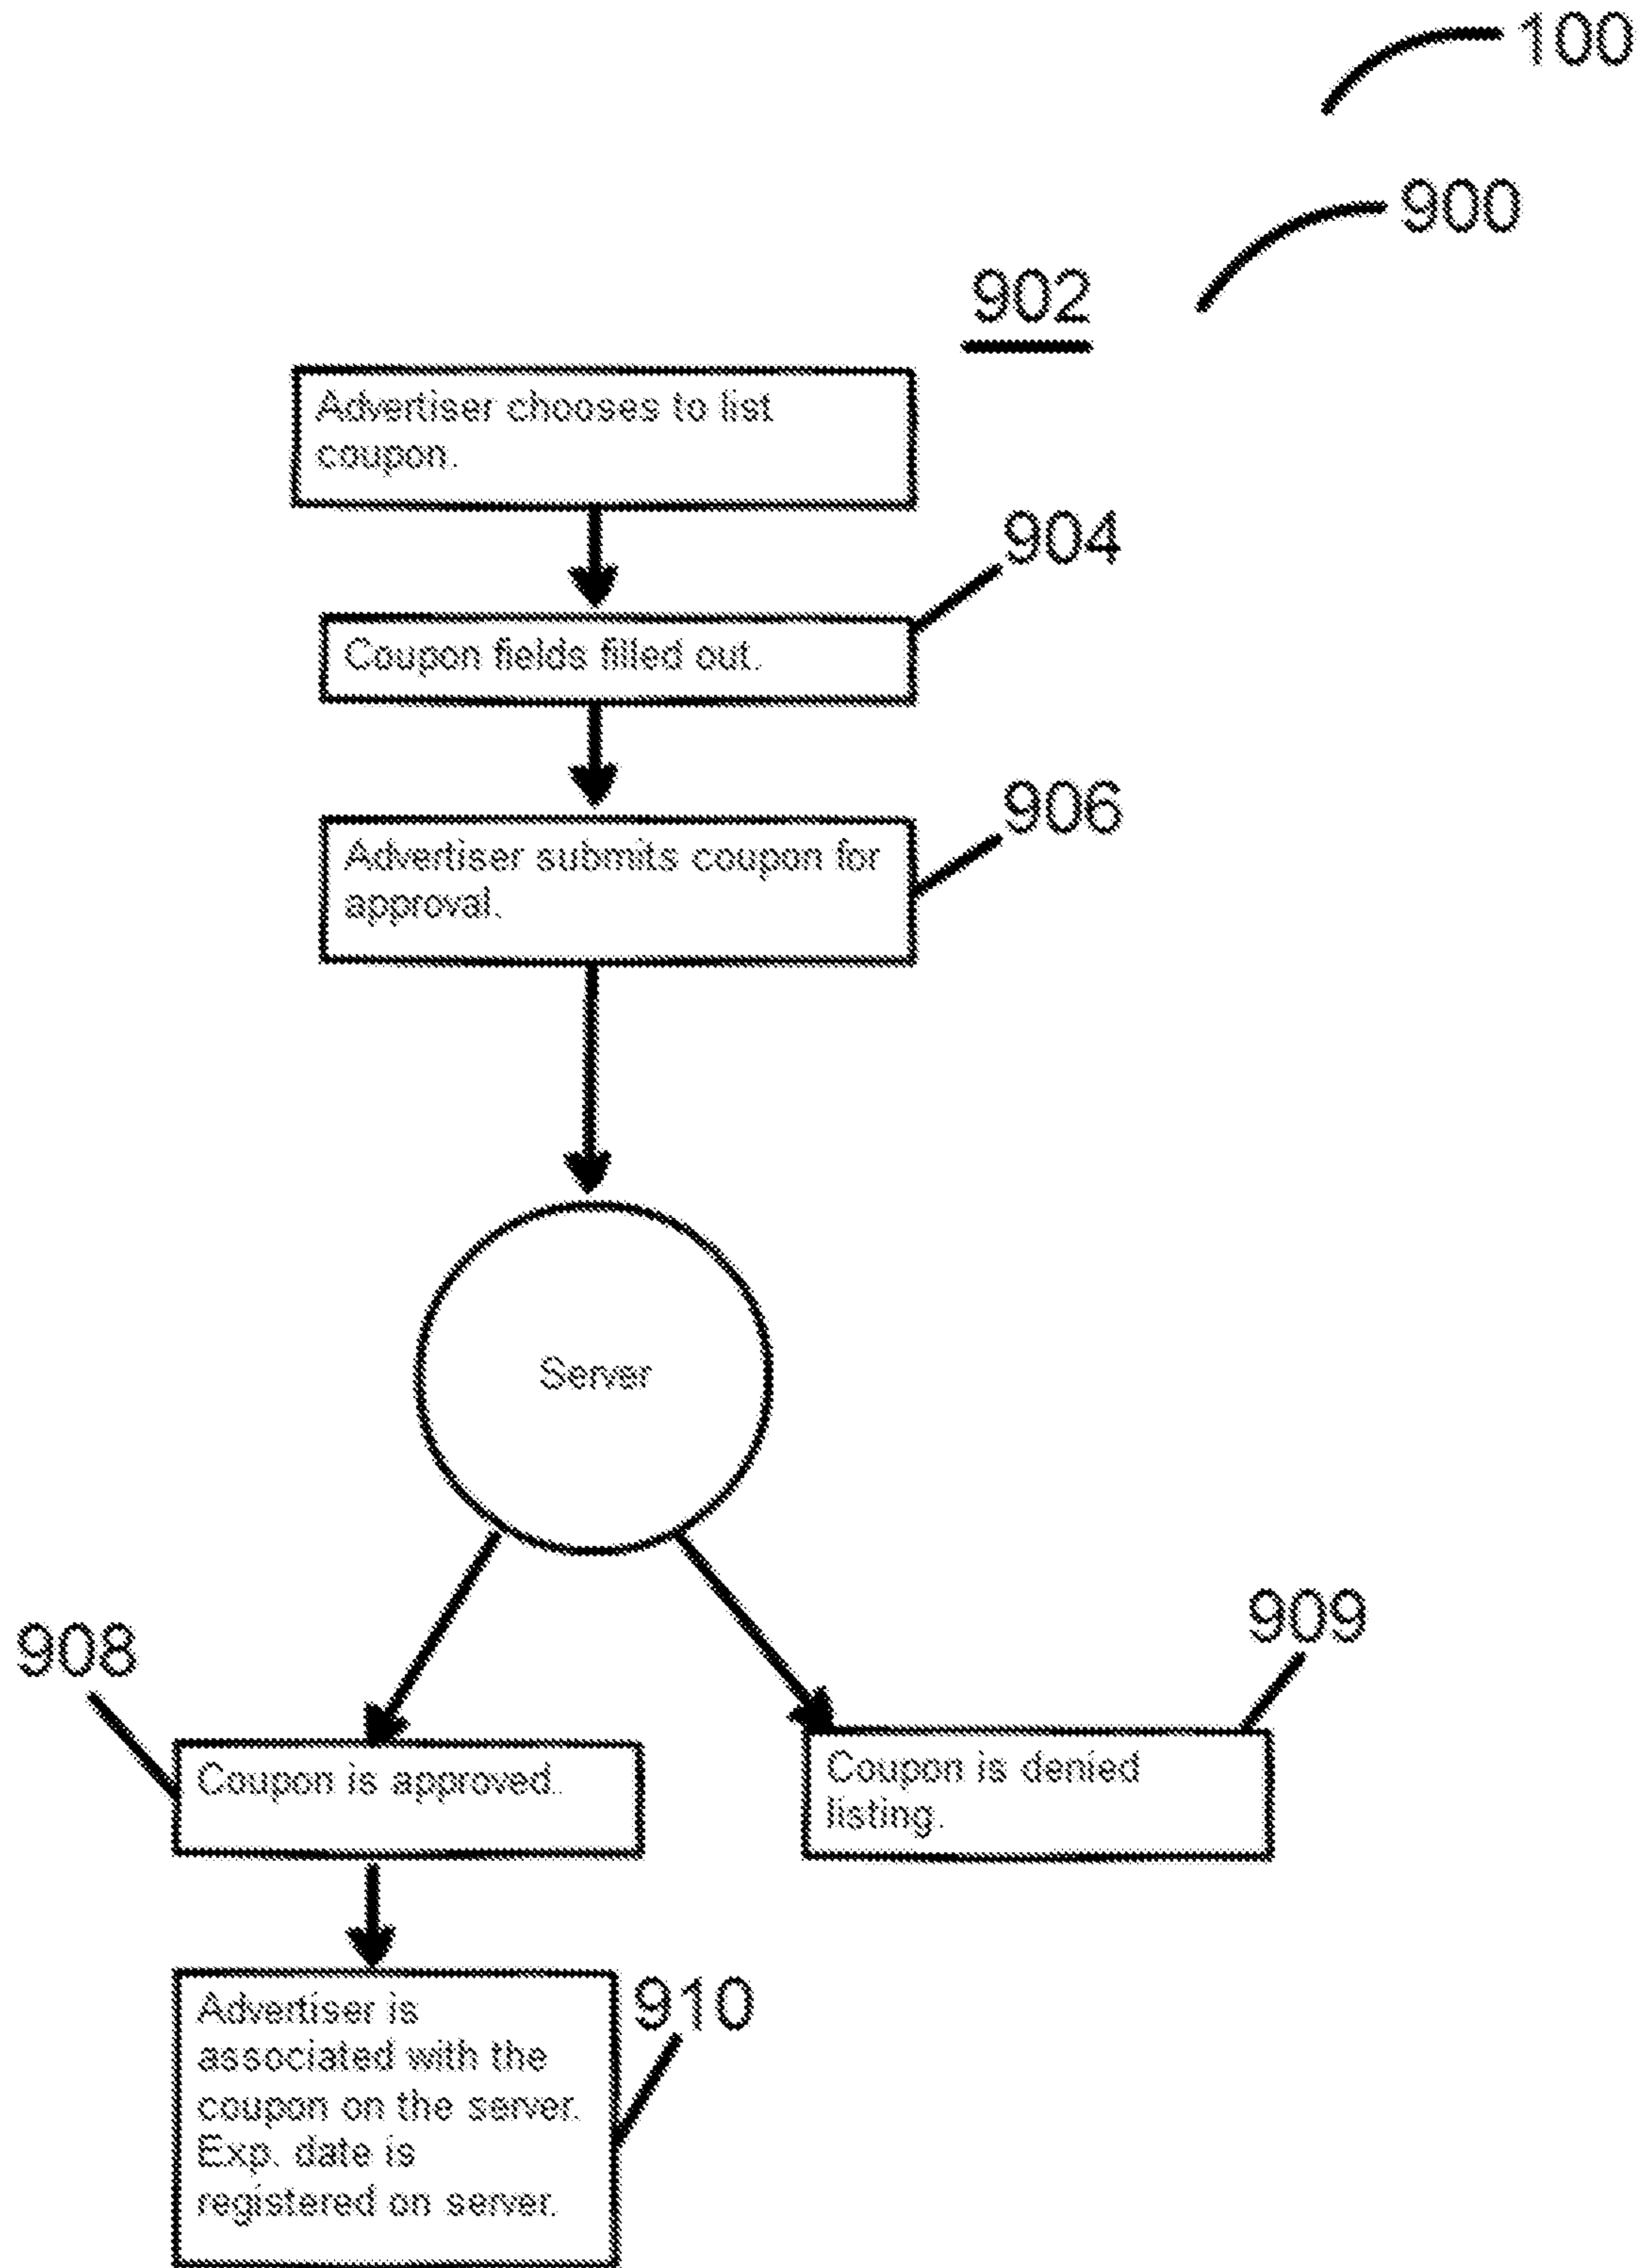 100
900
902
Advertiser chooses to list
coupon.
904
Coupon fields filled out.
906
Advertiser submits coupon for
approval.
Server
908
909
Coupon is approved.
Coupon is denied
listing.
910
Advertiser is
associated with the
coupon on the server.
Exp. date is
registered on server.